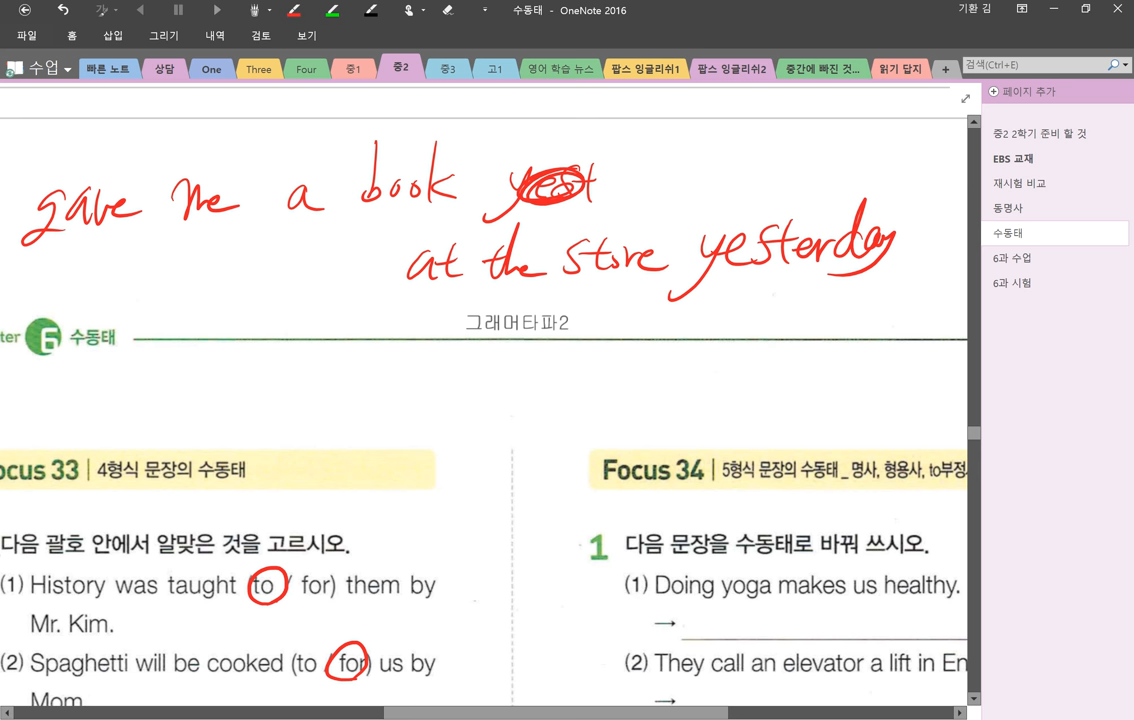 수동태 - OneNote 2016
기환 김
파일 홈 삽입 그리기 내역 검토 보기
수업 빠른 노트 상담 One Three Four 중1 중2 중3 고1 영어 학습 뉴스 팝스 잉글리쉬1 팝스 잉글리쉬2 중간에 빠진 것... 읽기 답지 + 검색(Ctrl+E)
페이지 추가
중2 2학기 준비 할 것
EBS 교재
재시험 비교
동명사
수동태
6과 수업
6과 시험
gave me a book
at the store yesterday
그래머타파2
ter 6 수동태
ocus 33 | 4형식 문장의 수동태
다음 괄호 안에서 알맞은 것을 고르시오.
(1) History was taught (to / for) them by
Mr. Kim.
(2) Spaghetti will be cooked (to / for) us by
Mom.
Focus 34 | 5형식 문장의 수동태 _ 명사, 형용사, to부정사
1 다음 문장을 수동태로 바꿔 쓰시오.
(1) Doing yoga makes us healthy.
→
(2) They call an elevator a lift in En
→